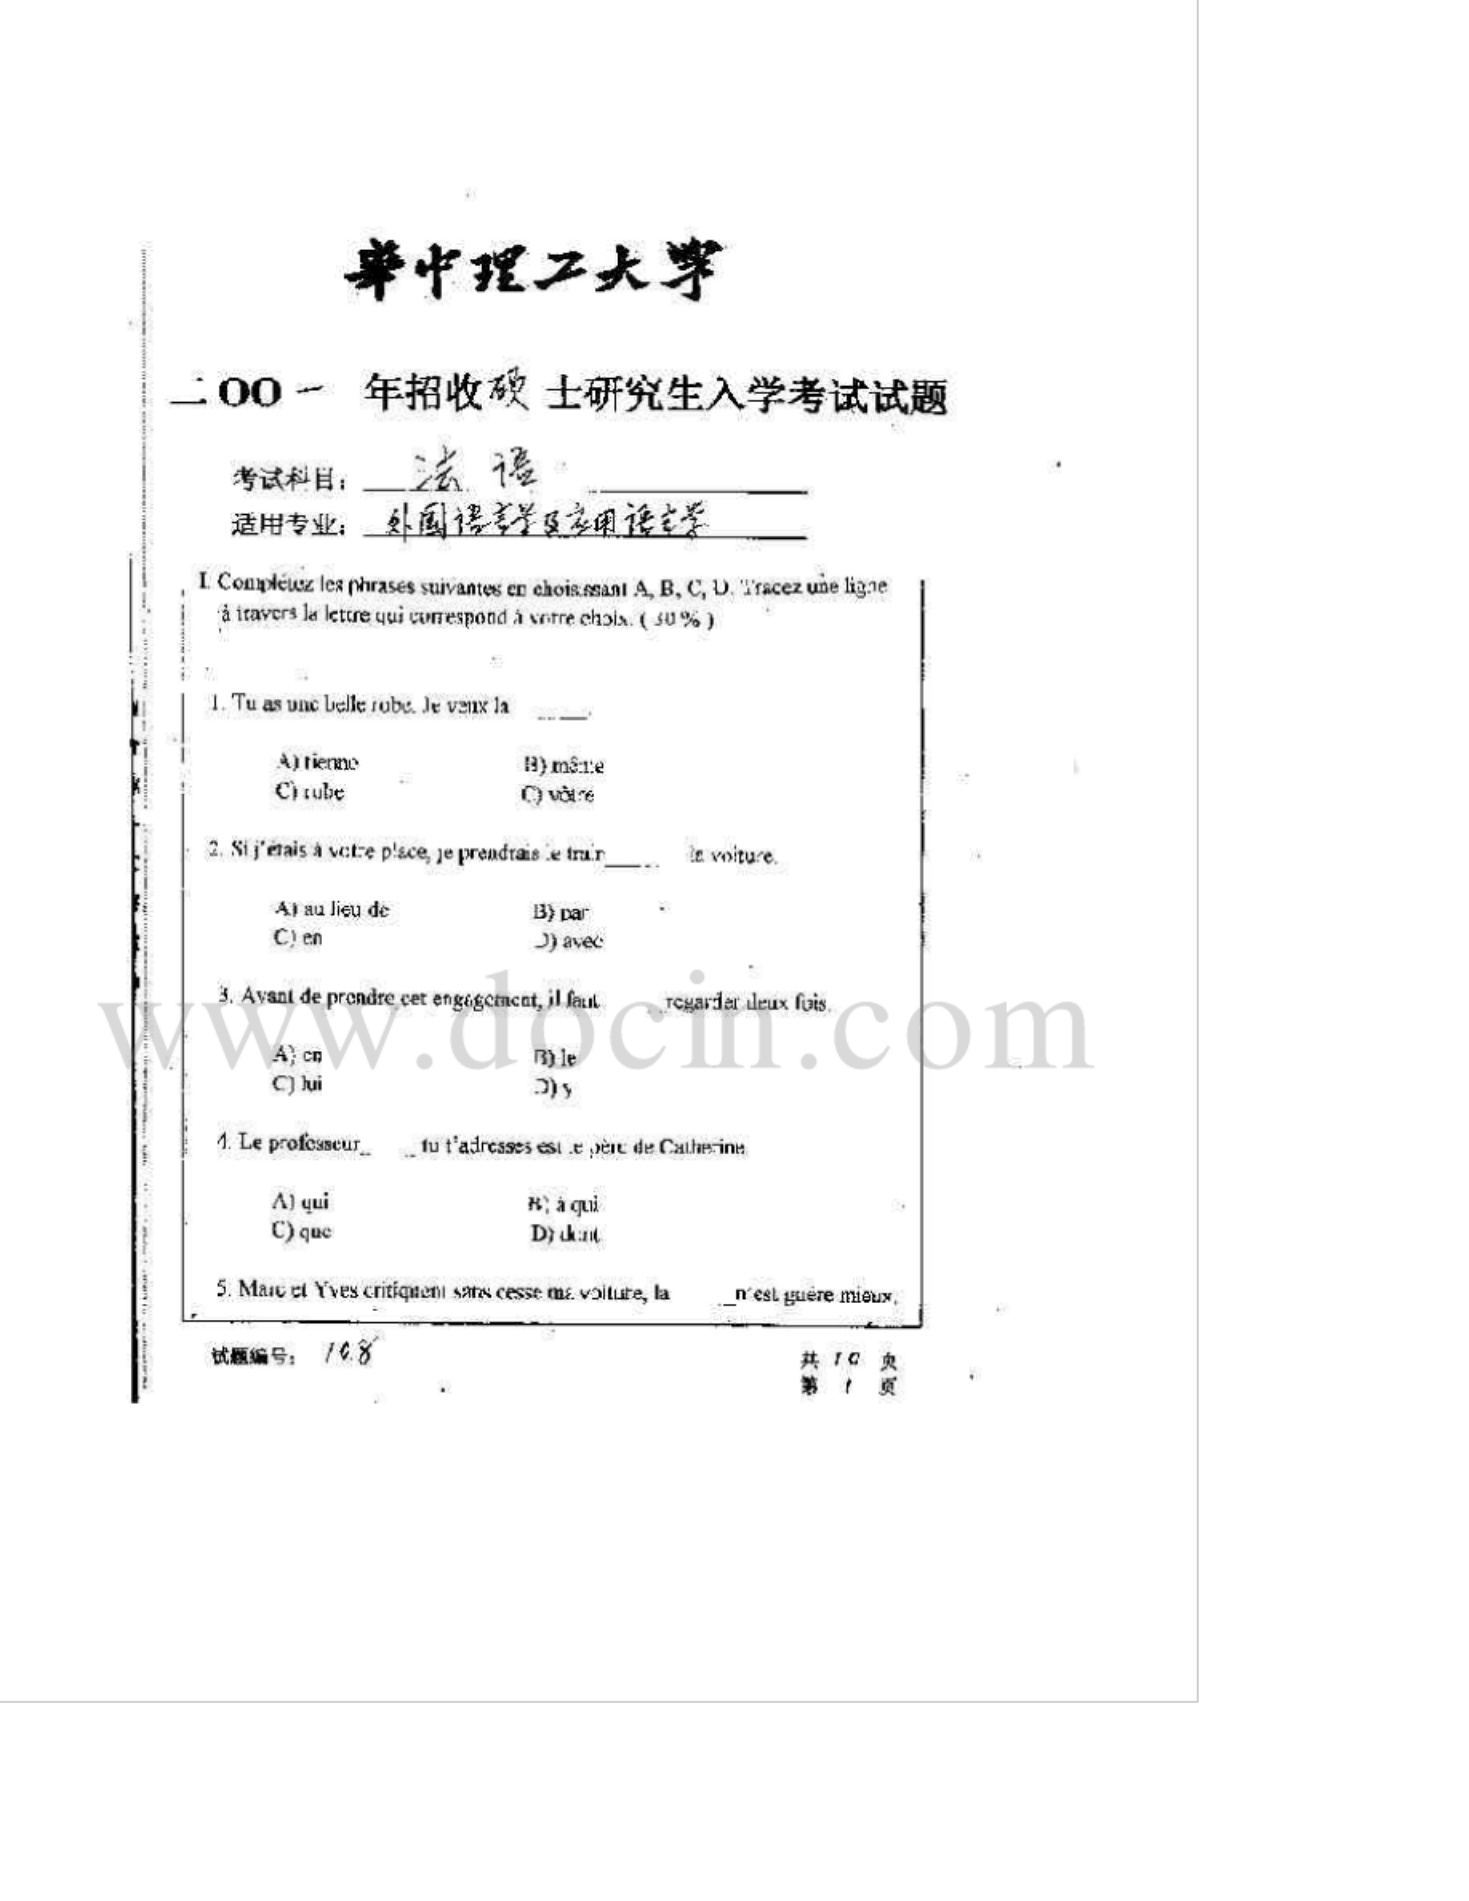 華中理工大学
二00一 年招收硕士研究生入学考试试题
考试科目： 法语
适用专业： 外国语言学及应用语言学
I. Complétez les phrases suivantes en choisissant A, B, C, D. Tracez une ligne
à travers la lettre qui correspond à votre choix. ( 30 % )
1. Tu as une belle robe. Je veux la _____.
A) tienne B) même
C) robe C) vôtre
2. Si j'étais à votre place, je prendrais le train_____ la voiture.
A) au lieu de B) par
C) en D) avec
3. Avant de prendre cet engagement, il faut _____regarder deux fois.
A) en B) le
C) lui D) y
4. Le professeur_____ tu t'adresses est le père de Catherine
A) qui B) à qui
C) que D) dont
5. Marc et Yves critiquent sans cesse ma voiture, la _____n'est guère mieux.
试题编号： 108
共 10 页
第 1 页
www.docin.com